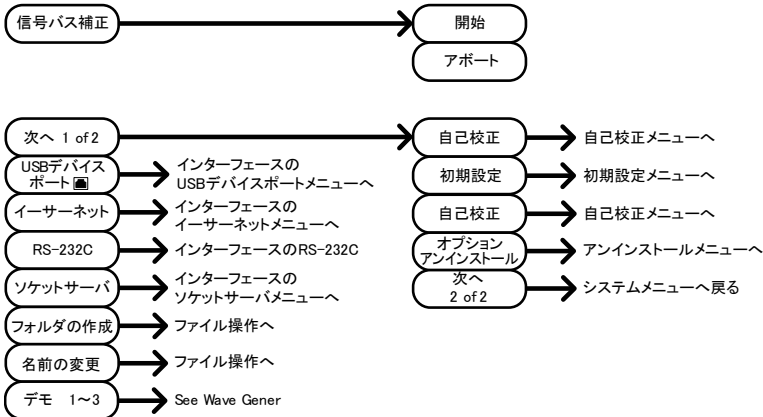 信号バス補正
開始
アボート
次へ 1 of 2
自己校正
自己校正メニューへ
USBデバイス
ポート
インターフェースの
USBデバイスポートメニューへ
初期設定
初期設定メニューへ
イーサーネット
インターフェースの
イーサーネットメニューへ
自己校正
自己校正メニューへ
RS-232C
インターフェースのRS-232C
オプション
アンインストール
アンインストールメニューへ
ソケットサーバ
インターフェースの
ソケットサーバメニューへ
次へ
2 of 2
システムメニューへ戻る
フォルダの作成
ファイル操作へ
名前の変更
ファイル操作へ
デモ 1~3
See Wave Gener